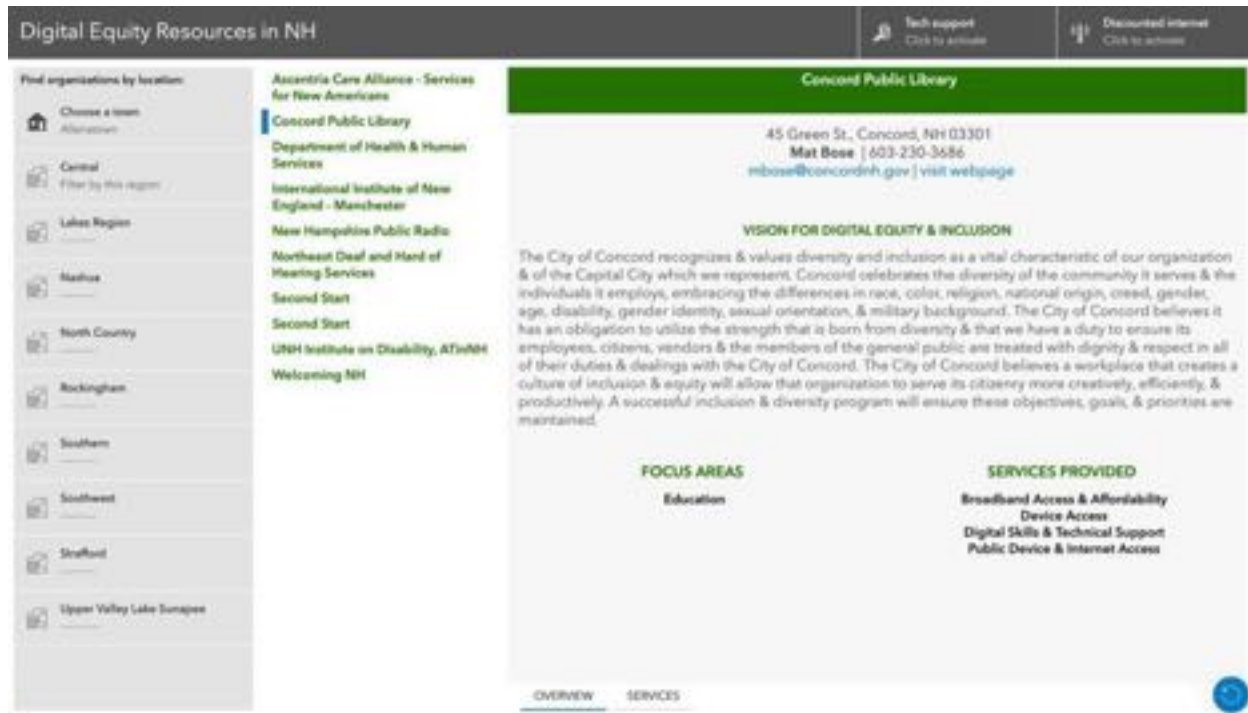 Digital Equity Resources in NH
Tech support
Click to activate
Discounted internet
Click to activate
Find organizations by location:
Choose a town
Allenstown
Central
Filter by this region
Lakes Region
Nashua
North Country
Rockingham
Southern
Southwest
Strafford
Upper Valley Lake Sunapee
Ascentria Care Alliance - Services
for New Americans
Concord Public Library
Department of Health & Human
Services
International Institute of New
England - Manchester
New Hampshire Public Radio
Northeast Deaf and Hard of
Hearing Services
Second Start
Second Start
UNH Institute on Disability, ATinNH
Welcoming NH
Concord Public Library
45 Green St., Concord, NH 03301
Mat Bose | 603-230-3686
mbose@concordnh.gov | visit webpage
VISION FOR DIGITAL EQUITY & INCLUSION
The City of Concord recognizes & values diversity and inclusion as a vital characteristic of our organization
& of the Capital City which we represent. Concord celebrates the diversity of the community it serves & the
individuals it employs, embracing the differences in race, color, religion, national origin, creed, gender,
age, disability, gender identity, sexual orientation, & military background. The City of Concord believes it
has an obligation to utilize the strength that is born from diversity & that we have a duty to ensure its
employees, citizens, vendors & the members of the general public are treated with dignity & respect in all
of their duties & dealings with the City of Concord. The City of Concord believes a workplace that creates a
culture of inclusion & equity will allow that organization to serve its citizenry more creatively, efficiently, &
productively. A successful inclusion & diversity program will ensure these objectives, goals, & priorities are
maintained.
FOCUS AREAS
Education
SERVICES PROVIDED
Broadband Access & Affordability
Device Access
Digital Skills & Technical Support
Public Device & Internet Access
OVERVIEW
SERVICES